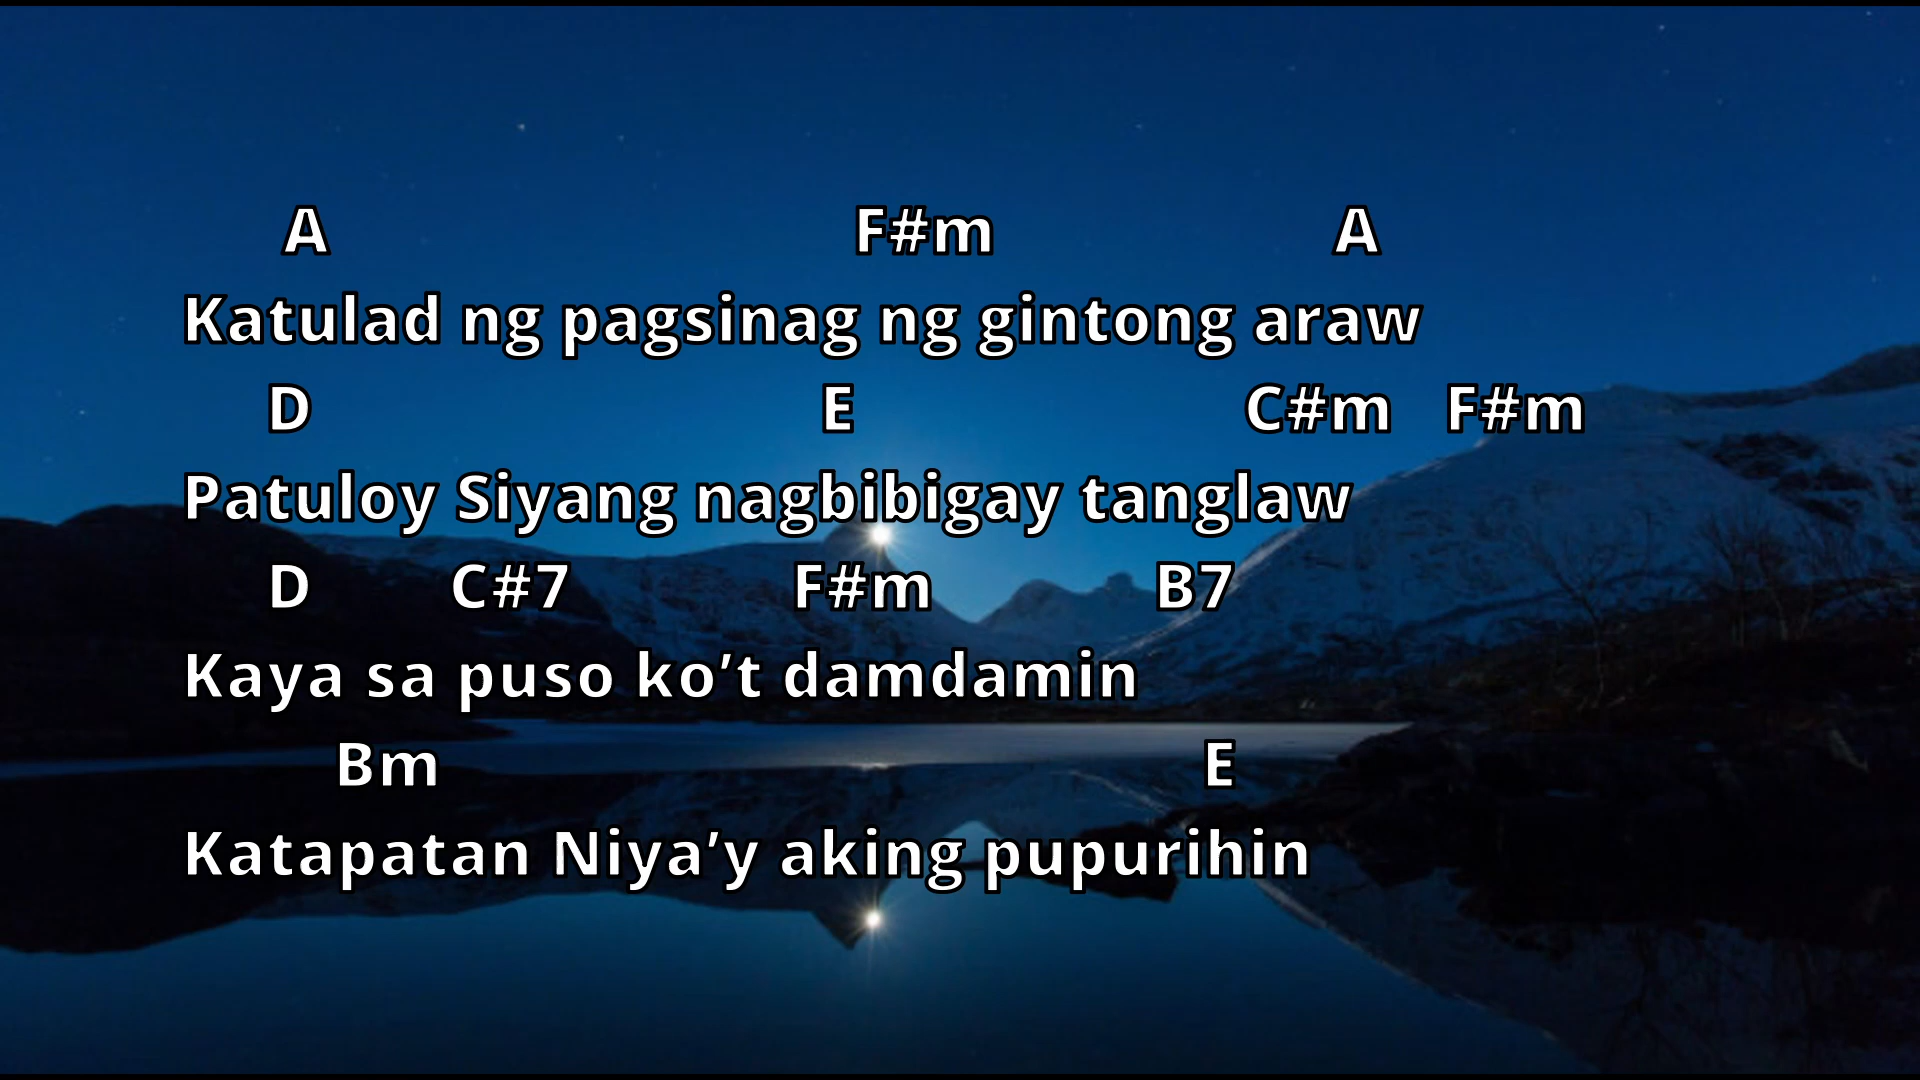 A F#m A
Katulad ng pagsinag ng gintong araw
D E C#m F#m
Patuloy Siyang nagbibigay tanglaw
D C#7 F#m B7
Kaya sa puso ko’t damdamin
Bm E
Katapatan Niya’y aking pupurihin